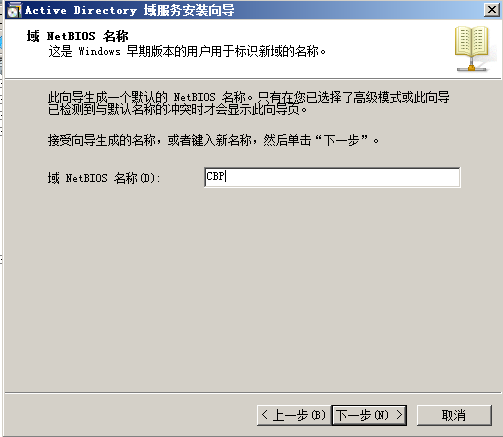 Active Directory 域服务安装向导
域 NetBIOS 名称
这是 Windows 早期版本的用户用于标识新域的名称。
此向导生成一个默认的 NetBIOS 名称。只有在您已选择了高级模式或此向导
已检测到与默认名称的冲突时才会显示此向导页。
接受向导生成的名称，或者键入新名称，然后单击“下一步”。
域 NetBIOS 名称(D): CBP
< 上一步(B) 下一步(N) > 取消